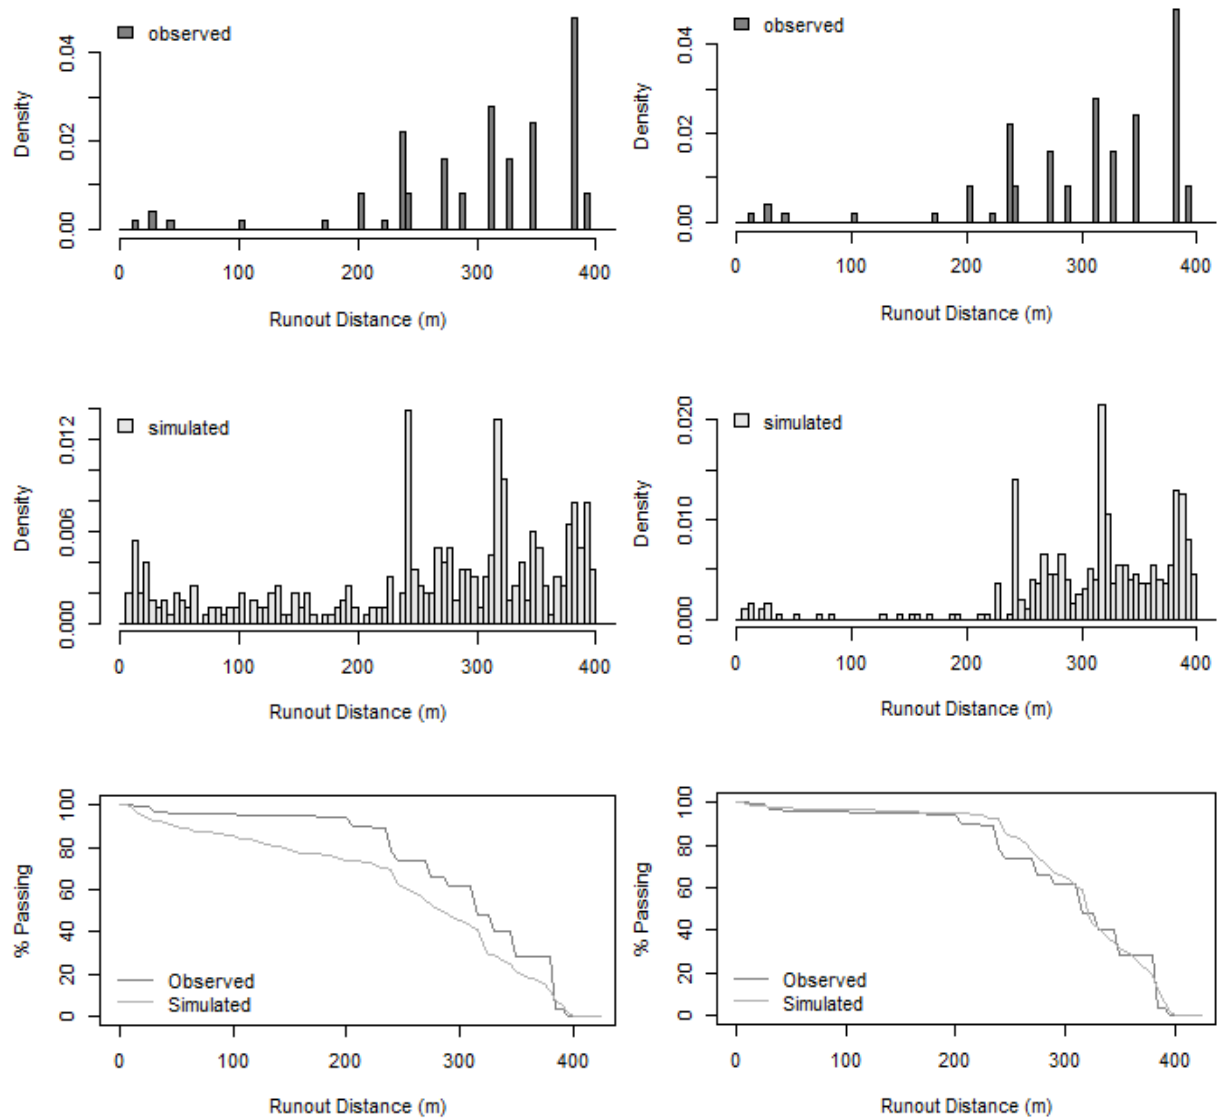 observed
Density
0.00 0.02 0.04
0 100 200 300 400
Runout Distance (m)
observed
Density
0.00 0.02 0.04
0 100 200 300 400
Runout Distance (m)
simulated
Density
0.000 0.006 0.012
0 100 200 300 400
Runout Distance (m)
simulated
Density
0.000 0.010 0.020
0 100 200 300 400
Runout Distance (m)
% Passing
0 20 40 60 80 100
Observed
Simulated
0 100 200 300 400
Runout Distance (m)
% Passing
0 20 40 60 80 100
Observed
Simulated
0 100 200 300 400
Runout Distance (m)